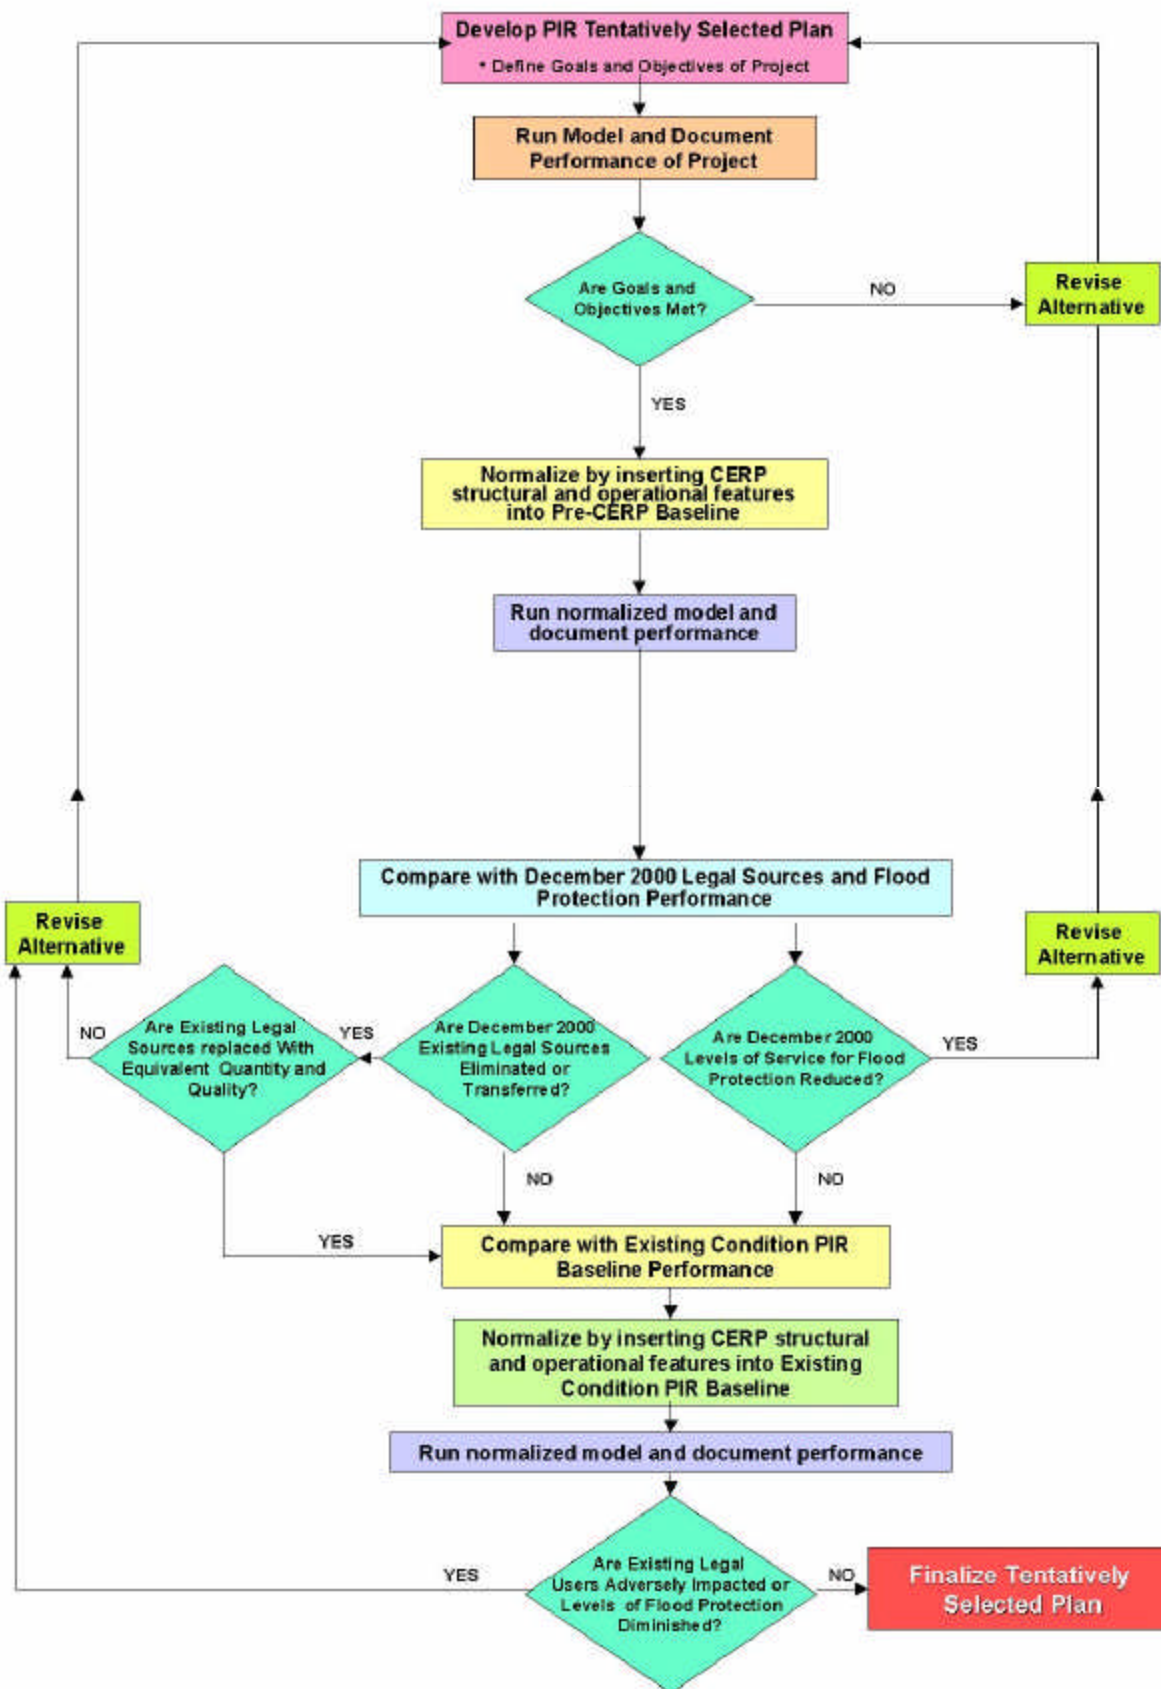 Develop PIR Tentatively Selected Plan
* Define Goals and Objectives of Project
Run Model and Document
Performance of Project
Are Goals and
Objectives Met?
NO
Revise
Alternative
YES
Normalize by inserting CERP
structural and operational features
into Pre-CERP Baseline
Run normalized model and
document performance
Compare with December 2000 Legal Sources and Flood
Protection Performance
Revise
Alternative
Revise
Alternative
NO
Are Existing Legal
Sources replaced With
Equivalent Quantity and
Quality?
YES
Are December 2000
Existing Legal Sources
Eliminated or
Transferred?
Are December 2000
Levels of Service for Flood
Protection Reduced?
YES
NO
NO
YES
Compare with Existing Condition PIR
Baseline Performance
Normalize by inserting CERP structural
and operational features into Existing
Condition PIR Baseline
Run normalized model and document performance
YES
Are Existing Legal
Users Adversely Impacted or
Levels of Flood Protection
Diminished?
NO
Finalize Tentatively
Selected Plan